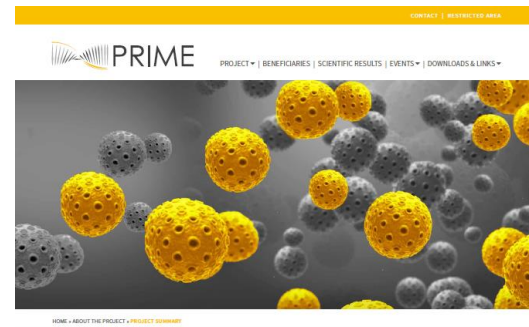 CONTACT | RESTRICTED AREA
PRIME
PROJECT | BENEFICIARIES | SCIENTIFIC RESULTS | EVENTS | DOWNLOADS & LINKS
HOME » ABOUT THE PROJECT » PROJECT SUMMARY